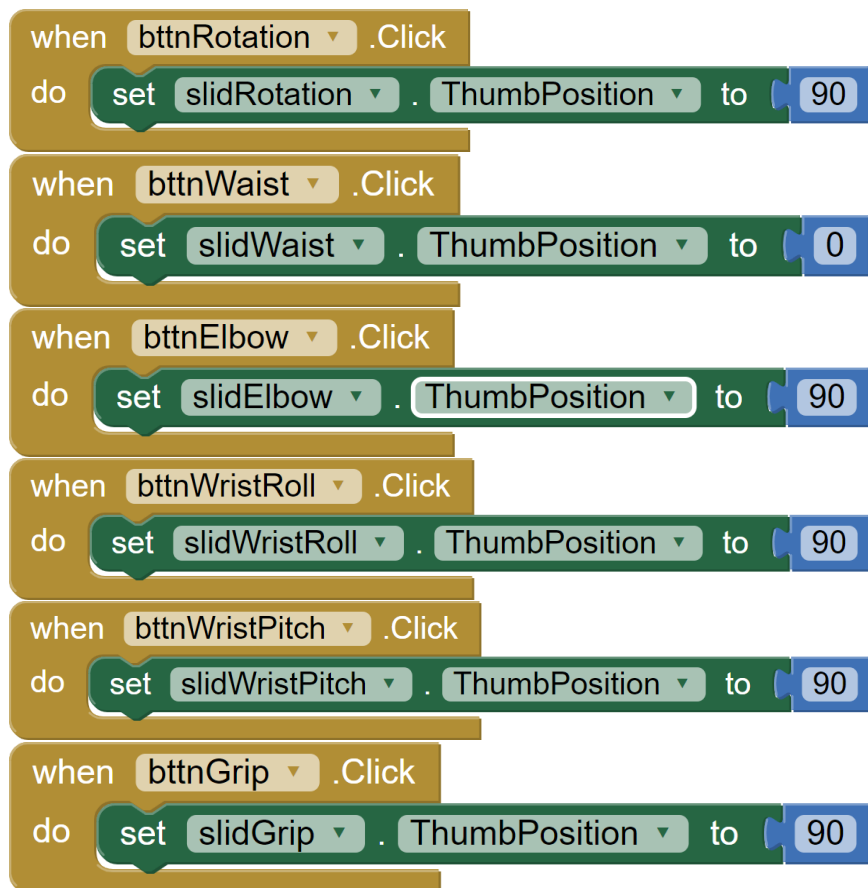 when bttnRotation .Click
do set slidRotation . ThumbPosition to 90
when bttnWaist .Click
do set slidWaist . ThumbPosition to 0
when bttnElbow .Click
do set slidElbow . ThumbPosition to 90
when bttnWristRoll .Click
do set slidWristRoll . ThumbPosition to 90
when bttnWristPitch .Click
do set slidWristPitch . ThumbPosition to 90
when bttnGrip .Click
do set slidGrip . ThumbPosition to 90